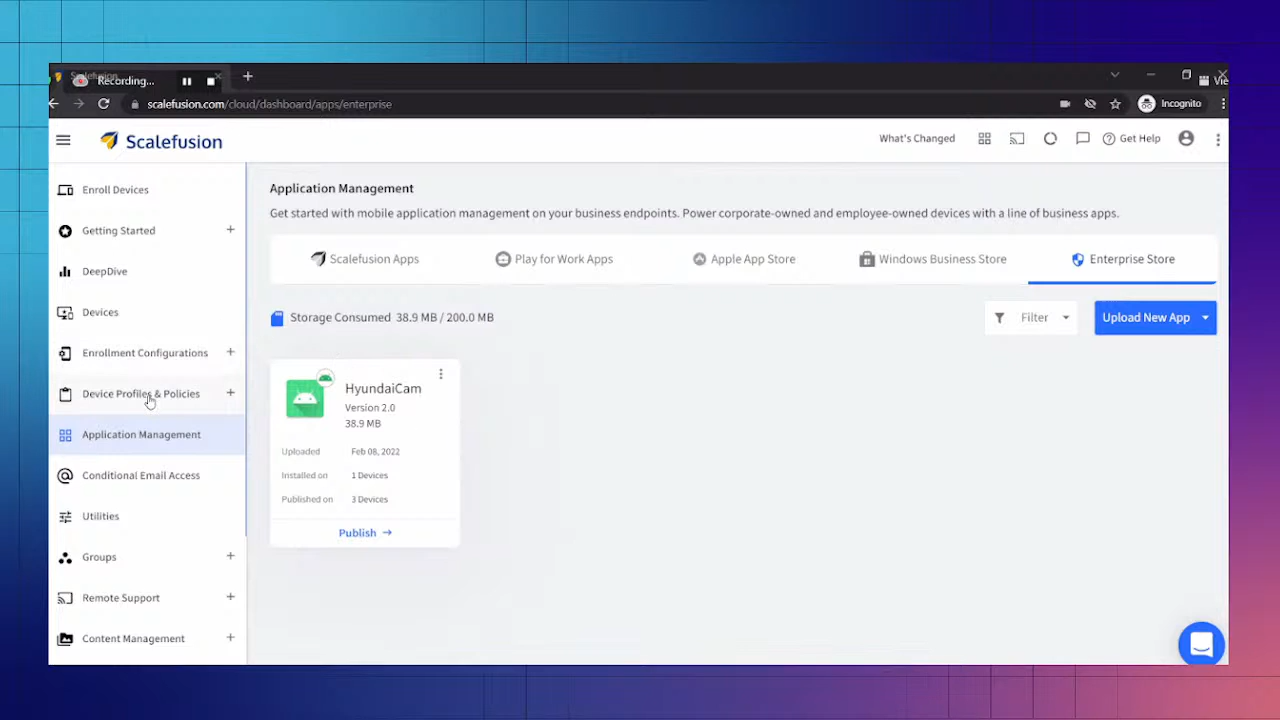 Scalefusion
Recording...
scalefusion.com/cloud/dashboard/apps/enterprise
Incognito
Scalefusion
What's Changed
Get Help
Enroll Devices
Getting Started
DeepDive
Devices
Enrollment Configurations
Device Profiles & Policies
Application Management
Conditional Email Access
Utilities
Groups
Remote Support
Content Management
Application Management
Get started with mobile application management on your business endpoints. Power corporate-owned and employee-owned devices with a line of business apps.
Scalefusion Apps
Play for Work Apps
Apple App Store
Windows Business Store
Enterprise Store
Storage Consumed 38.9 MB / 200.0 MB
Filter
Upload New App
HyundaiCam
Version 2.0
38.9 MB
Uploaded Feb 08, 2022
Installed on 1 Devices
Published on 3 Devices
Publish